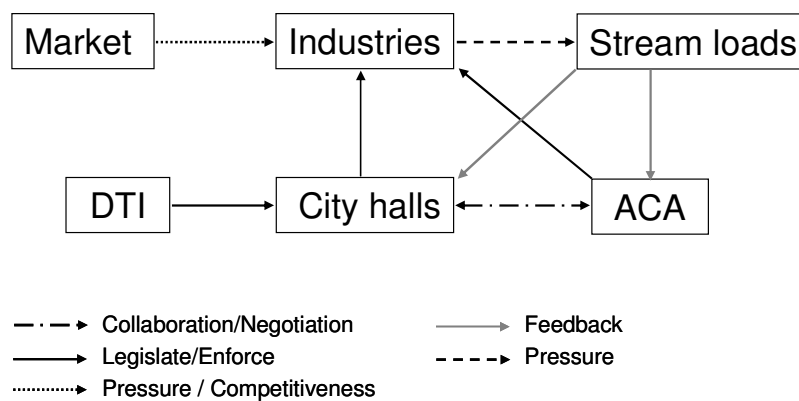 Market
Industries
Stream loads
DTI
City halls
ACA
Collaboration/Negotiation
Feedback
Legislate/Enforce
Pressure
Pressure / Competitiveness